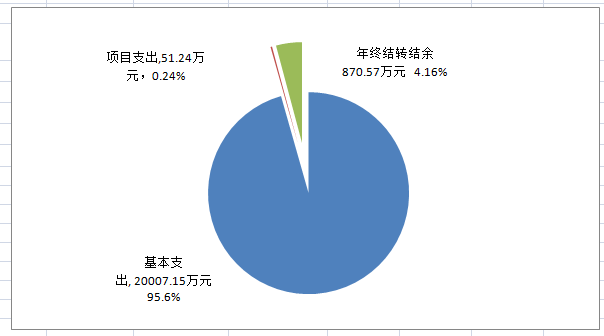 项目支出,51.24万
元，0.24%
年终结转结余
870.57万元 4.16%
基本支
出, 20007.15万元
95.6%